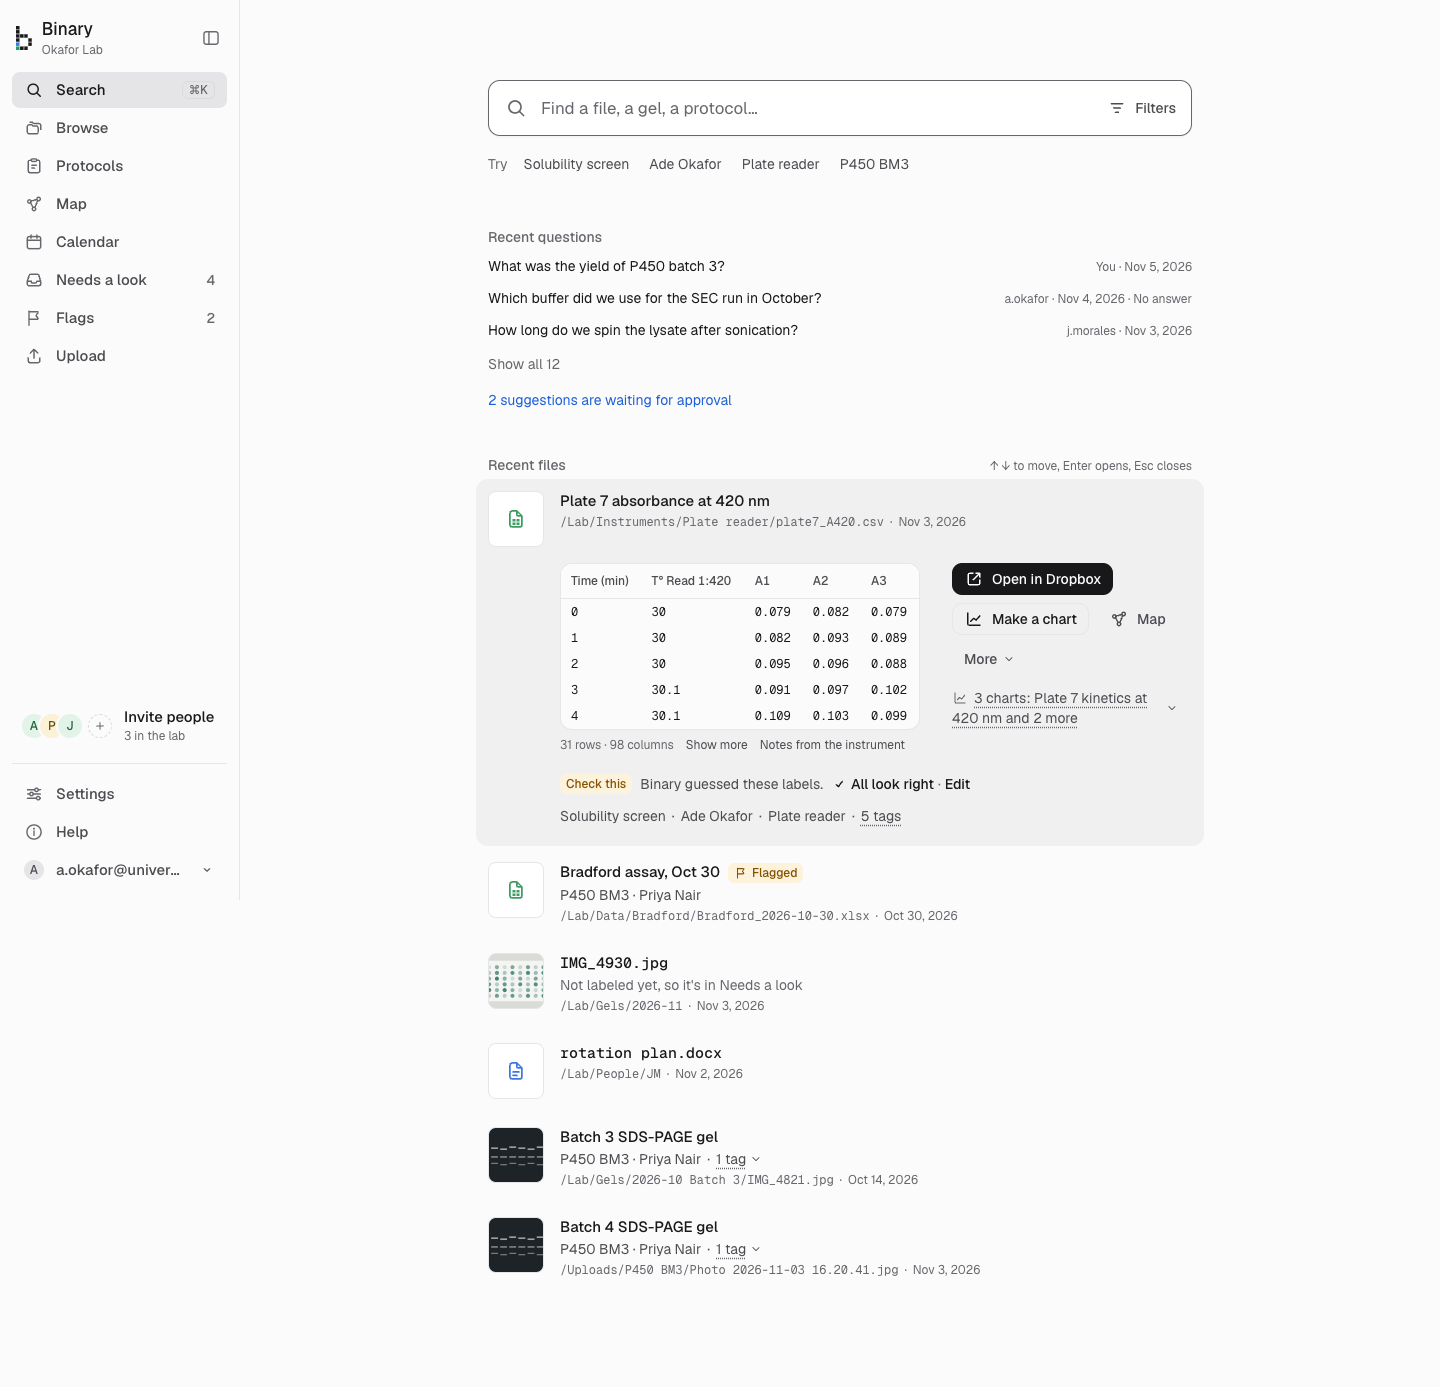 Binary
Okafor Lab
Search ⌘K
Browse
Protocols
Map
Calendar
Needs a look 4
Flags 2
Upload
A P J + Invite people
3 in the lab
Settings
Help
A a.okafor@univer...
Find a file, a gel, a protocol... Filters
Try Solubility screen Ade Okafor Plate reader P450 BM3
Recent questions
What was the yield of P450 batch 3? You · Nov 5, 2026
Which buffer did we use for the SEC run in October? a.okafor · Nov 4, 2026 · No answer
How long do we spin the lysate after sonication? j.morales · Nov 3, 2026
Show all 12
2 suggestions are waiting for approval
Recent files ↑↓ to move, Enter opens, Esc closes
Plate 7 absorbance at 420 nm
/Lab/Instruments/Plate reader/plate7_A420.csv · Nov 3, 2026
Time (min) T° Read 1:420 A1 A2 A3
0 30 0.079 0.082 0.079
1 30 0.082 0.093 0.089
2 30 0.095 0.096 0.088
3 30.1 0.091 0.097 0.102
4 30.1 0.109 0.103 0.099
31 rows · 98 columns Show more Notes from the instrument
Open in Dropbox
Make a chart Map
More
3 charts: Plate 7 kinetics at
420 nm and 2 more
Check this Binary guessed these labels. ✓ All look right · Edit
Solubility screen · Ade Okafor · Plate reader · 5 tags
Bradford assay, Oct 30 Flagged
P450 BM3 · Priya Nair
/Lab/Data/Bradford/Bradford_2026-10-30.xlsx · Oct 30, 2026
IMG_4930.jpg
Not labeled yet, so it's in Needs a look
/Lab/Gels/2026-11 · Nov 3, 2026
rotation plan.docx
/Lab/People/JM · Nov 2, 2026
Batch 3 SDS-PAGE gel
P450 BM3 · Priya Nair · 1 tag
/Lab/Gels/2026-10 Batch 3/IMG_4821.jpg · Oct 14, 2026
Batch 4 SDS-PAGE gel
P450 BM3 · Priya Nair · 1 tag
/Uploads/P450 BM3/Photo 2026-11-03 16.20.41.jpg · Nov 3, 2026